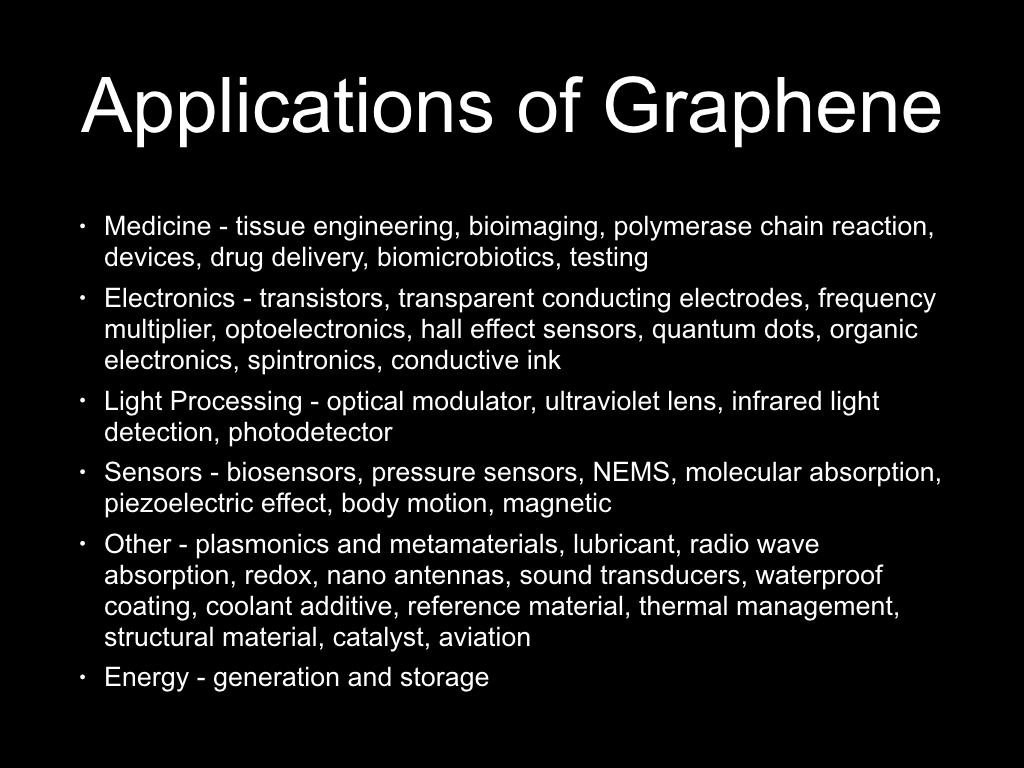 Applications of Graphene
• Medicine - tissue engineering, bioimaging, polymerase chain reaction,
devices, drug delivery, biomicrobiotics, testing
• Electronics - transistors, transparent conducting electrodes, frequency
multiplier, optoelectronics, hall effect sensors, quantum dots, organic
electronics, spintronics, conductive ink
• Light Processing - optical modulator, ultraviolet lens, infrared light
detection, photodetector
• Sensors - biosensors, pressure sensors, NEMS, molecular absorption,
piezoelectric effect, body motion, magnetic
• Other - plasmonics and metamaterials, lubricant, radio wave
absorption, redox, nano antennas, sound transducers, waterproof
coating, coolant additive, reference material, thermal management,
structural material, catalyst, aviation
• Energy - generation and storage